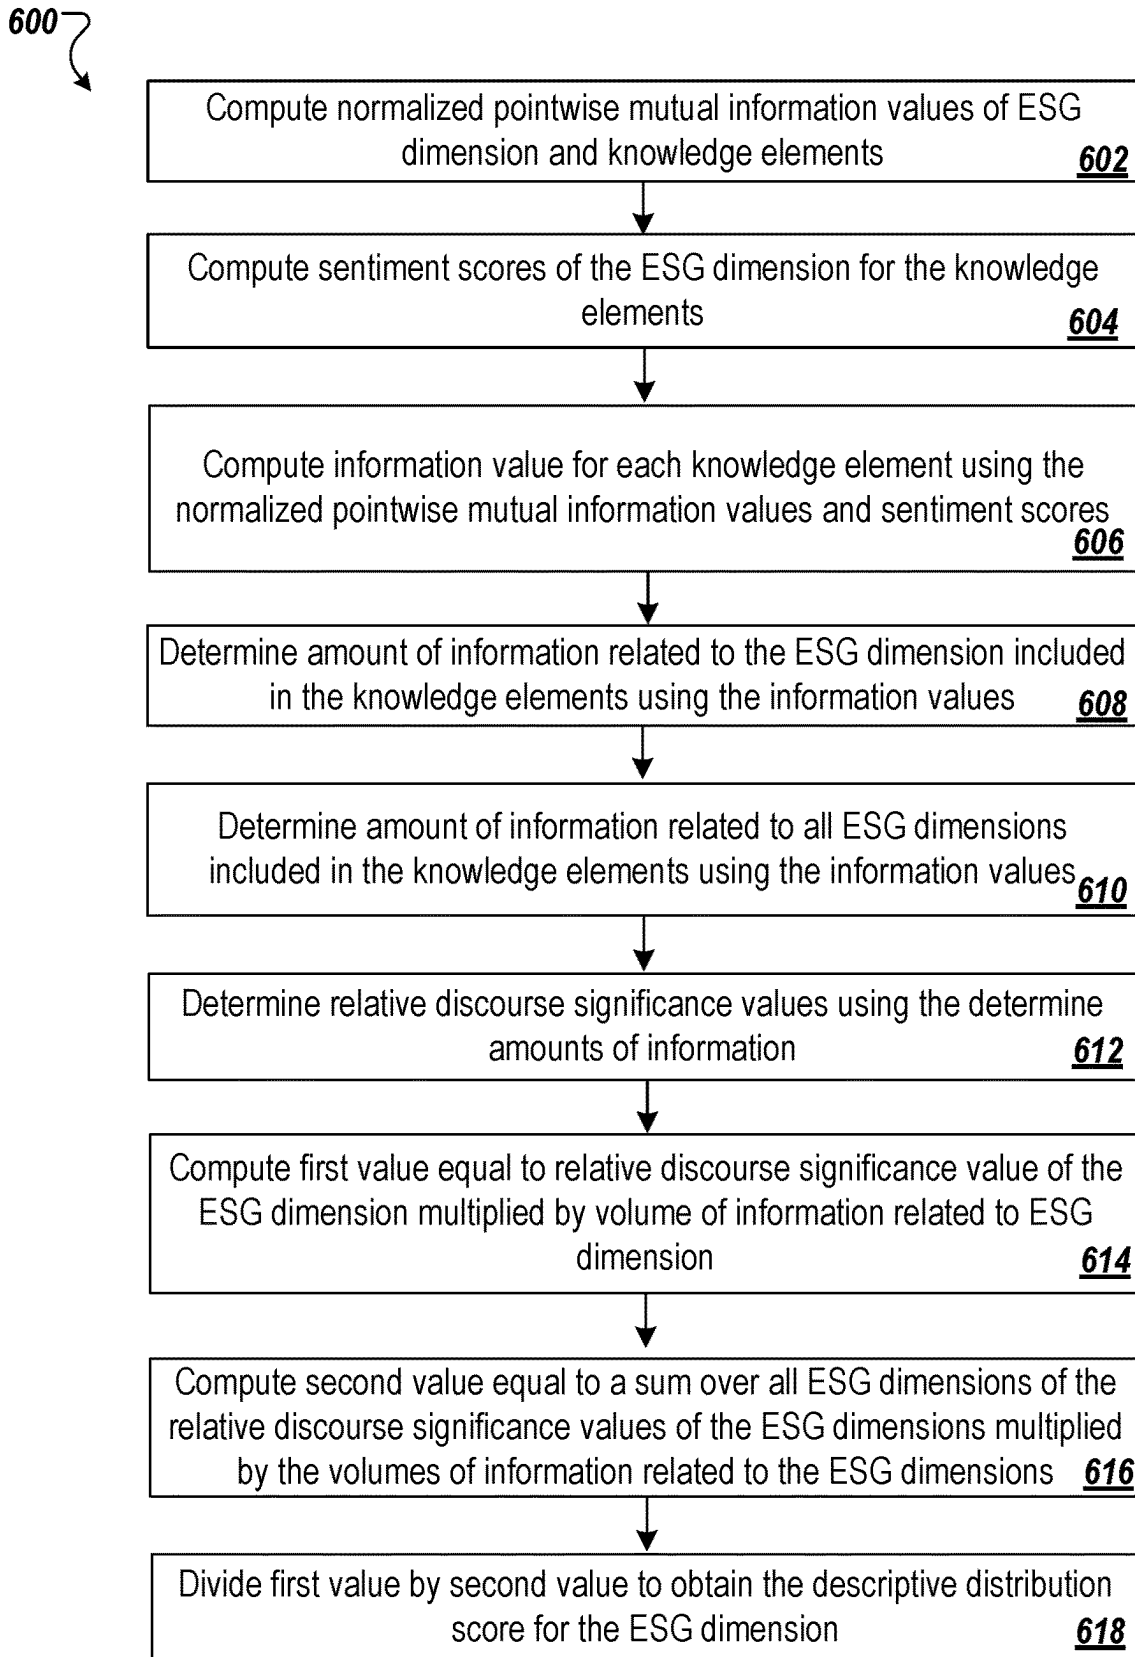 600
Compute normalized pointwise mutual information values of ESG
dimension and knowledge elements
602
Compute sentiment scores of the ESG dimension for the knowledge
elements
604
Compute information value for each knowledge element using the
normalized pointwise mutual information values and sentiment scores
606
Determine amount of information related to the ESG dimension included
in the knowledge elements using the information values
608
Determine amount of information related to all ESG dimensions
included in the knowledge elements using the information values
610
Determine relative discourse significance values using the determine
amounts of information
612
Compute first value equal to relative discourse significance value of the
ESG dimension multiplied by volume of information related to ESG
dimension
614
Compute second value equal to a sum over all ESG dimensions of the
relative discourse significance values of the ESG dimensions multiplied
by the volumes of information related to the ESG dimensions
616
Divide first value by second value to obtain the descriptive distribution
score for the ESG dimension
618